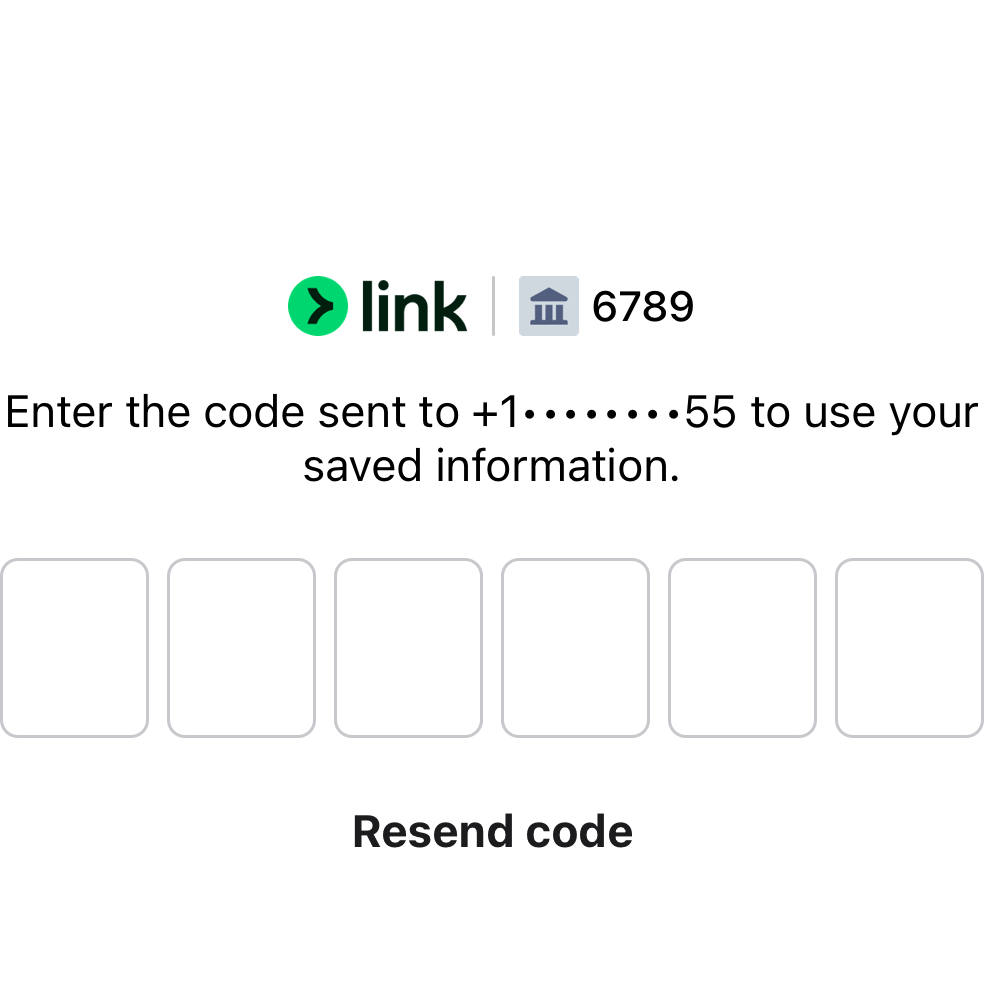 link 6789
Enter the code sent to +1••••••••55 to use your
saved information.
Resend code